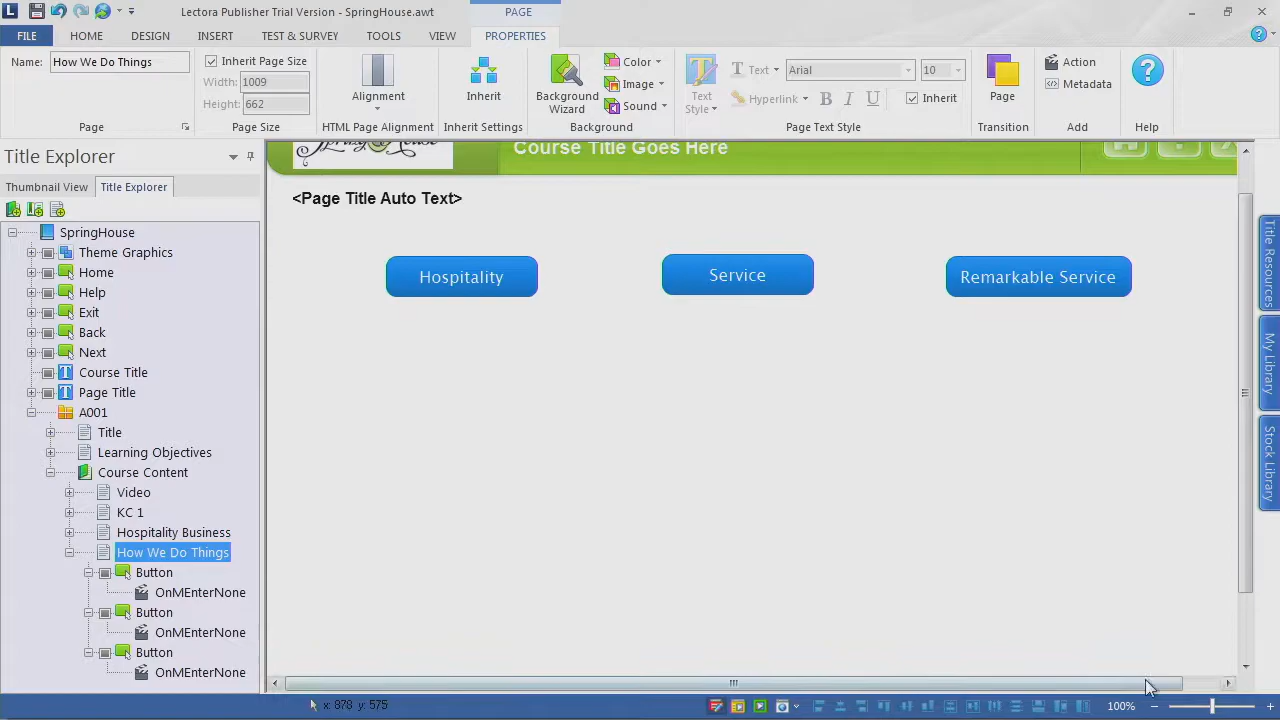 Lectora Publisher Trial Version - SpringHouse.awt
PAGE
FILE HOME DESIGN INSERT TEST & SURVEY TOOLS VIEW PROPERTIES
Name: How We Do Things
Inherit Page Size
Width: 1009
Height: 662
Alignment
Inherit
Background Wizard
Color
Image
Sound
Text Style
Text
Arial
10
Hyperlink
B I U
Inherit
Page
Action
Metadata
Help
Page
Page Size
HTML Page Alignment
Inherit Settings
Background
Page Text Style
Transition
Add
Help
Title Explorer
Thumbnail View
Title Explorer
SpringHouse
Theme Graphics
Home
Help
Exit
Back
Next
Course Title
Page Title
A001
Title
Learning Objectives
Course Content
Video
KC 1
Hospitality Business
How We Do Things
Button
OnMEnterNone
Button
OnMEnterNone
Button
OnMEnterNone
Course Title Goes Here
<Page Title Auto Text>
Hospitality
Service
Remarkable Service
Title Resources
My Library
Stock Library
x: 878 y: 575
100%